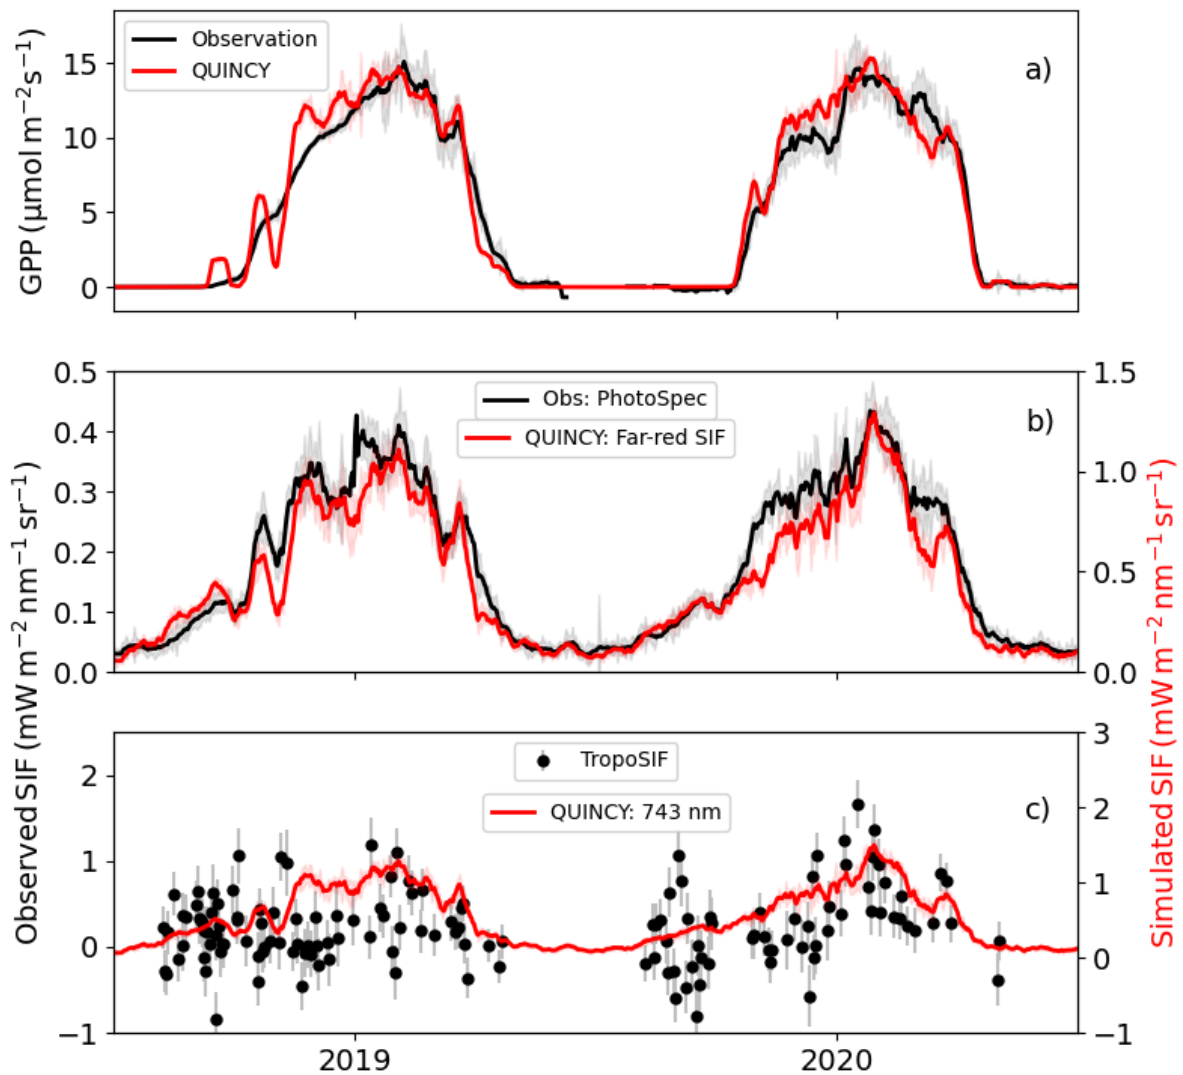 Observation
QUINCY
a)
GPP (μmol m⁻²s⁻¹)
15
10
5
0
Obs: PhotoSpec
QUINCY: Far-red SIF
b)
0.5
0.4
0.3
0.2
0.1
0.0
1.5
1.0
0.5
0.0
Observed SIF (mW m⁻² nm⁻¹ sr⁻¹)
Simulated SIF (mW m⁻² nm⁻¹ sr⁻¹)
TropoSIF
QUINCY: 743 nm
c)
2
1
0
−1
3
2
1
0
−1
2019
2020